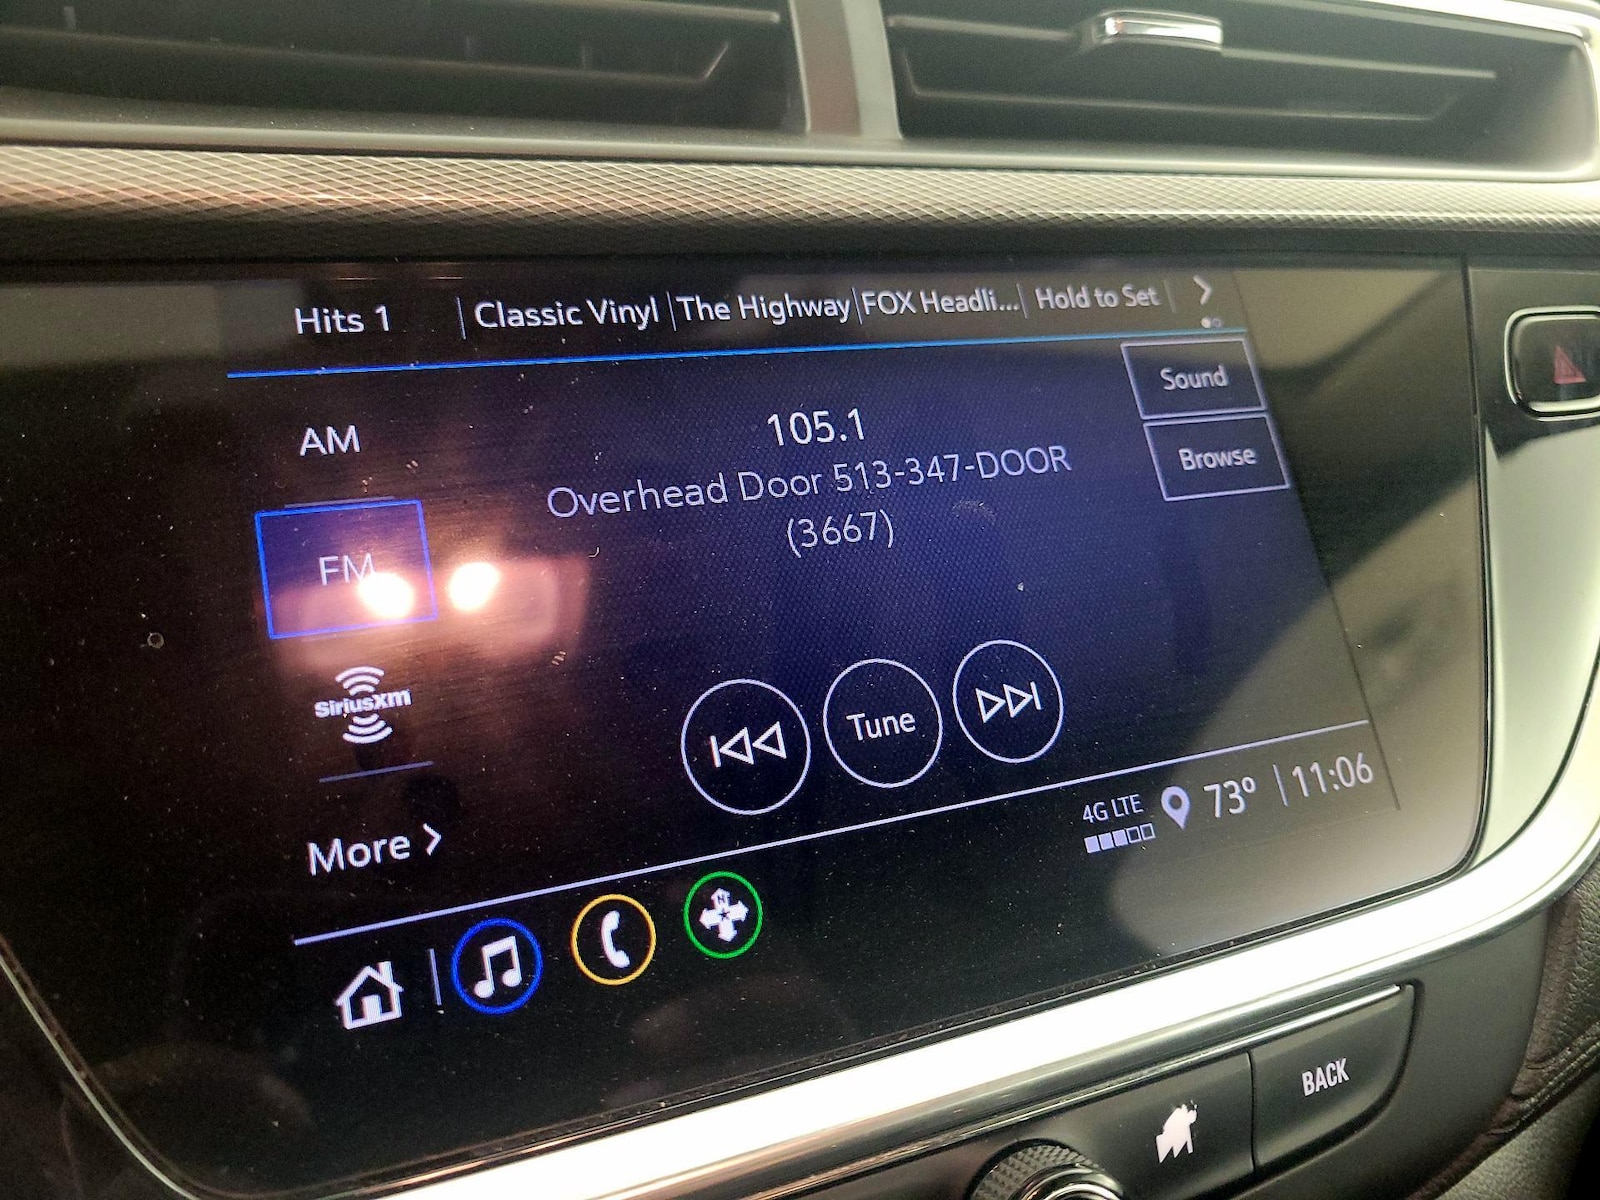 Hits 1 | Classic Vinyl | The Highway | FOX Headli... | Hold to Set
Sound
AM
105.1
Browse
Overhead Door 513-347-DOOR
(3667)
FM
SiriusXM
Tune
4G LTE
73° | 11:06
More
N
BACK